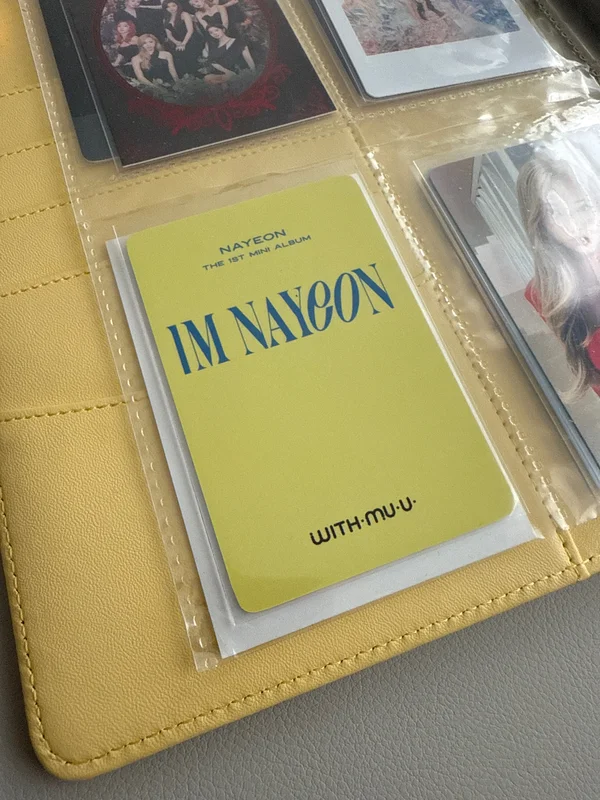 NAYEON
THE 1ST MINI ALBUM
IM NAYEON
WITH·MU·U·